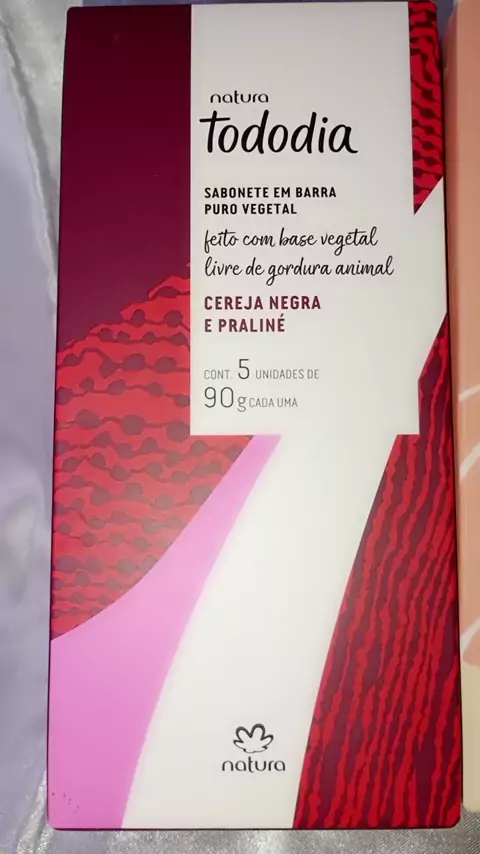 natura
Tododia
SABONETE EM BARRA
PURO VEGETAL
feito com base vegetal
livre de gordura animal
CEREJA NEGRA
E PRALINÉ
CONT. 5 UNIDADES DE
90g CADA UMA
natura